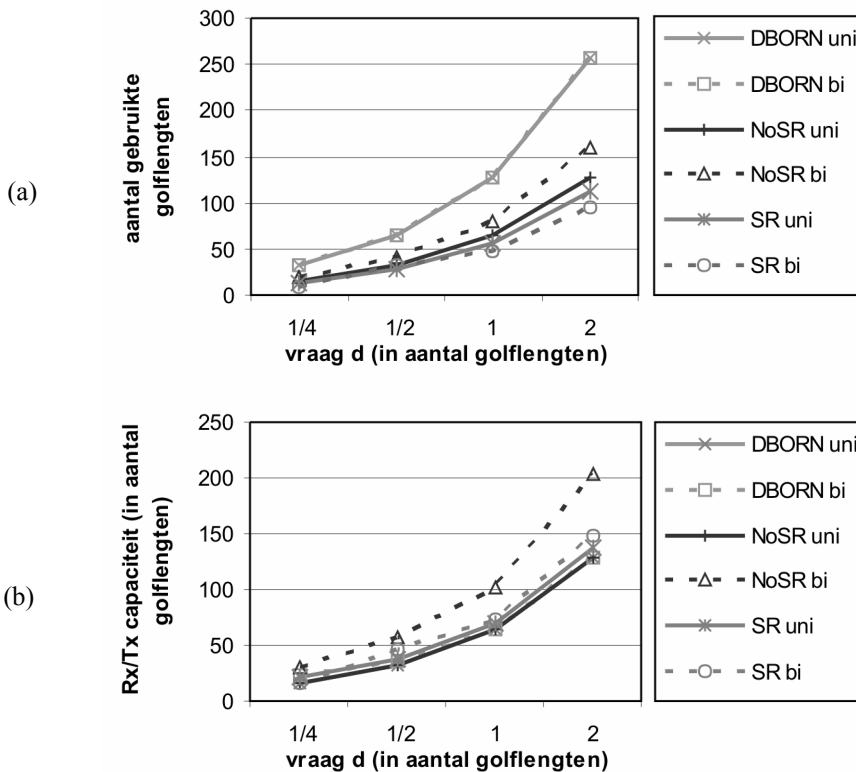 (a)
aantal gebruikte
golflengten
300
250
200
150
100
50
0
1/4 1/2 1 2
vraag d (in aantal golflengten)
DBORN uni
DBORN bi
NoSR uni
NoSR bi
SR uni
SR bi
(b)
Rx/Tx capaciteit (in aantal
golflengten)
250
200
150
100
50
0
1/4 1/2 1 2
vraag d (in aantal golflengten)
DBORN uni
DBORN bi
NoSR uni
NoSR bi
SR uni
SR bi